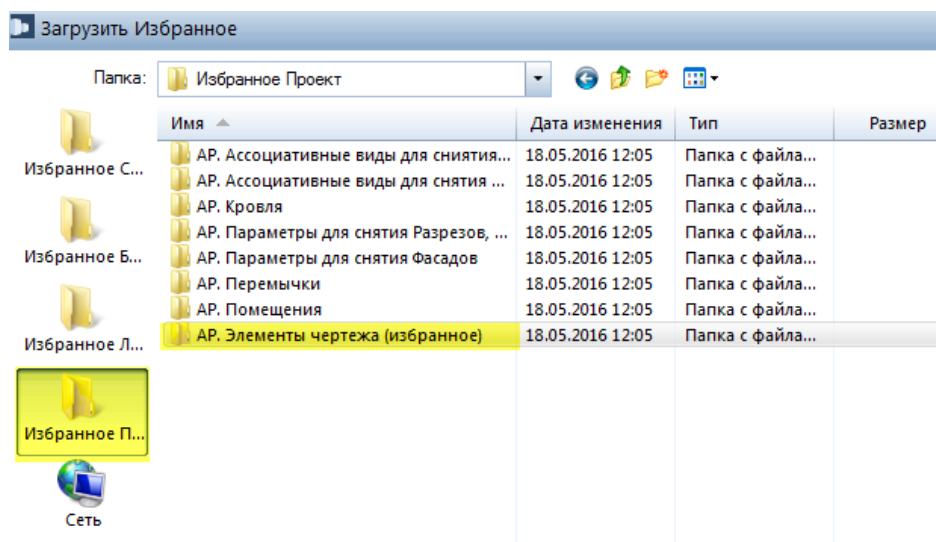 Загрузить Избранное
Папка: Избранное Проект
Имя Дата изменения Тип Размер
АР. Ассоциативные виды для сниятия... 18.05.2016 12:05 Папка с файла...
АР. Ассоциативные виды для снятия ... 18.05.2016 12:05 Папка с файла...
АР. Кровля 18.05.2016 12:05 Папка с файла...
АР. Параметры для снятия Разрезов, ... 18.05.2016 12:05 Папка с файла...
АР. Параметры для снятия Фасадов 18.05.2016 12:05 Папка с файла...
АР. Перемычки 18.05.2016 12:05 Папка с файла...
АР. Помещения 18.05.2016 12:05 Папка с файла...
АР. Элементы чертежа (избранное) 18.05.2016 12:05 Папка с файла...
Избранное С...
Избранное Б...
Избранное Л...
Избранное П...
Сеть